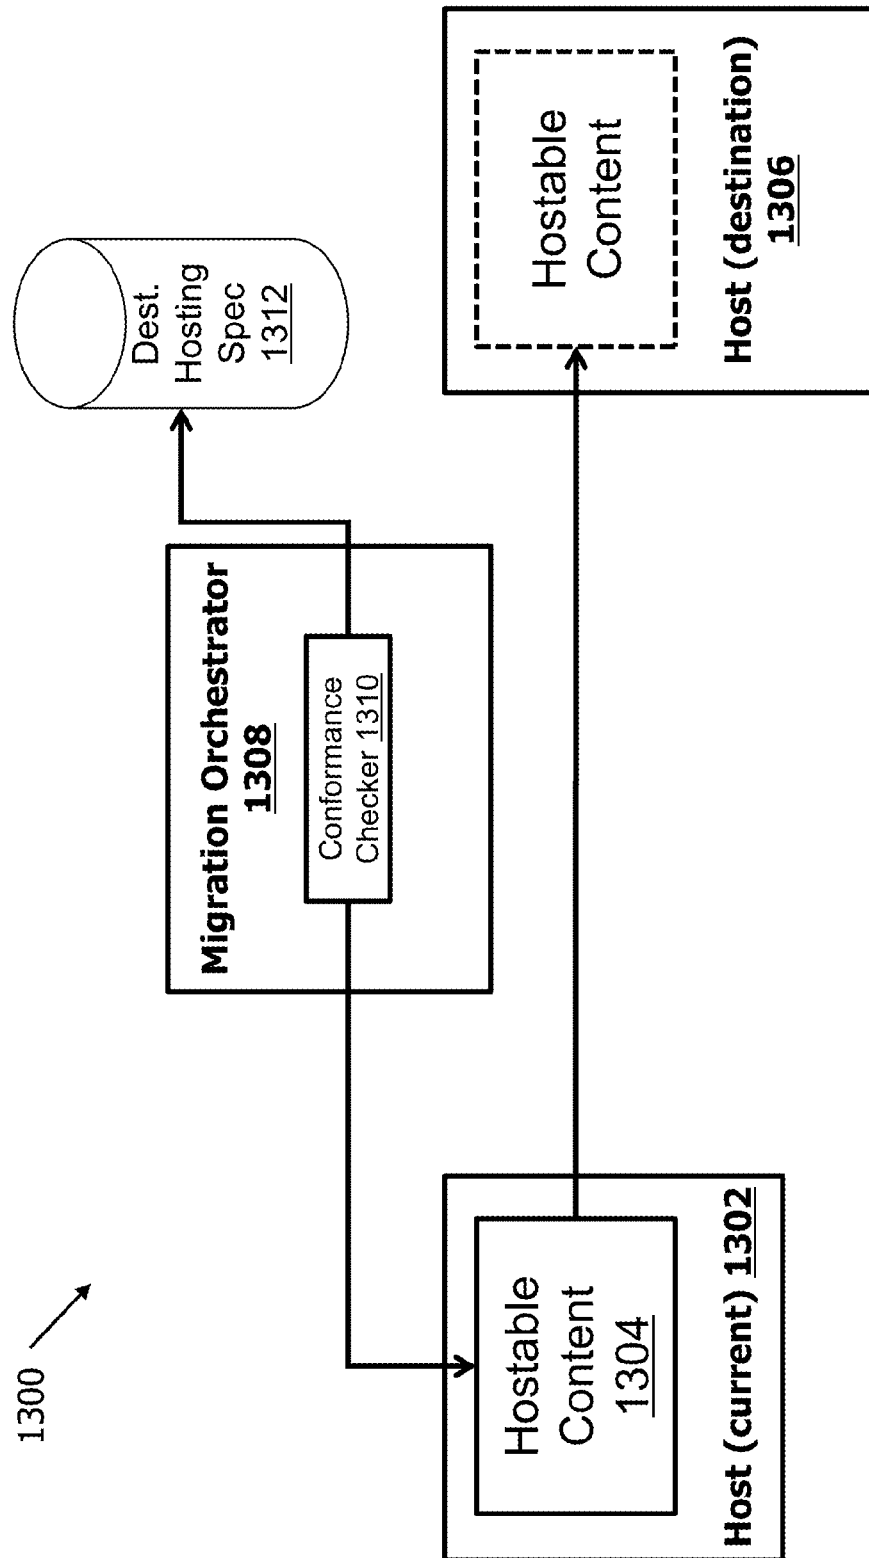 1300
Migration Orchestrator
1308
Conformance
Checker 1310
Dest.
Hosting
Spec
1312
Hostable
Content
1304
Host (current) 1302
Hostable
Content
Host (destination)
1306